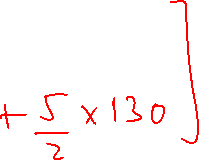 + 5/2 × 130 ]